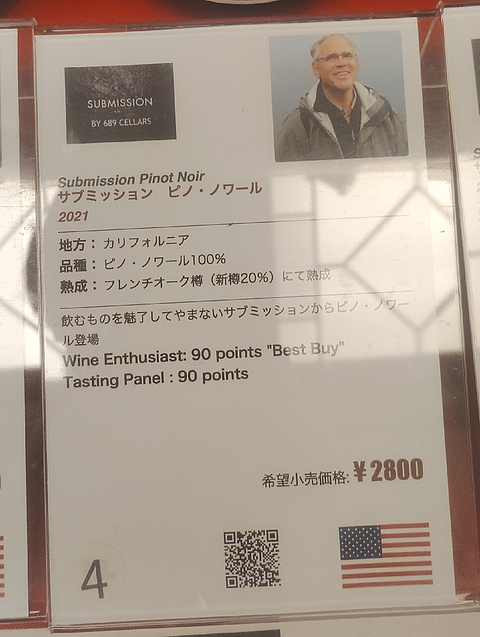 SUBMISSION
BY 689 CELLARS
Submission Pinot Noir
サブミッション ピノ・ノワール
2021
地方： カリフォルニア
品種： ピノ・ノワール100%
熟成： フレンチオーク樽（新樽20%）にて熟成
飲むものを魅了してやまないサブミッションからピノ・ノワー
ル登場
Wine Enthusiast: 90 points "Best Buy"
Tasting Panel : 90 points
希望小売価格: ¥2800
4